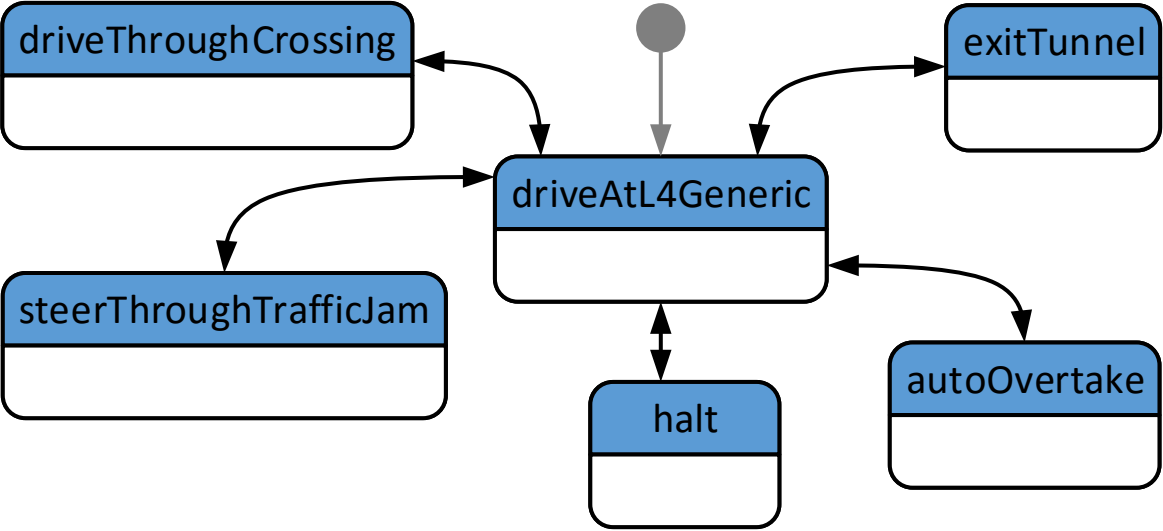 driveThroughCrossing
exitTunnel
driveAtL4Generic
steerThroughTrafficJam
autoOvertake
halt